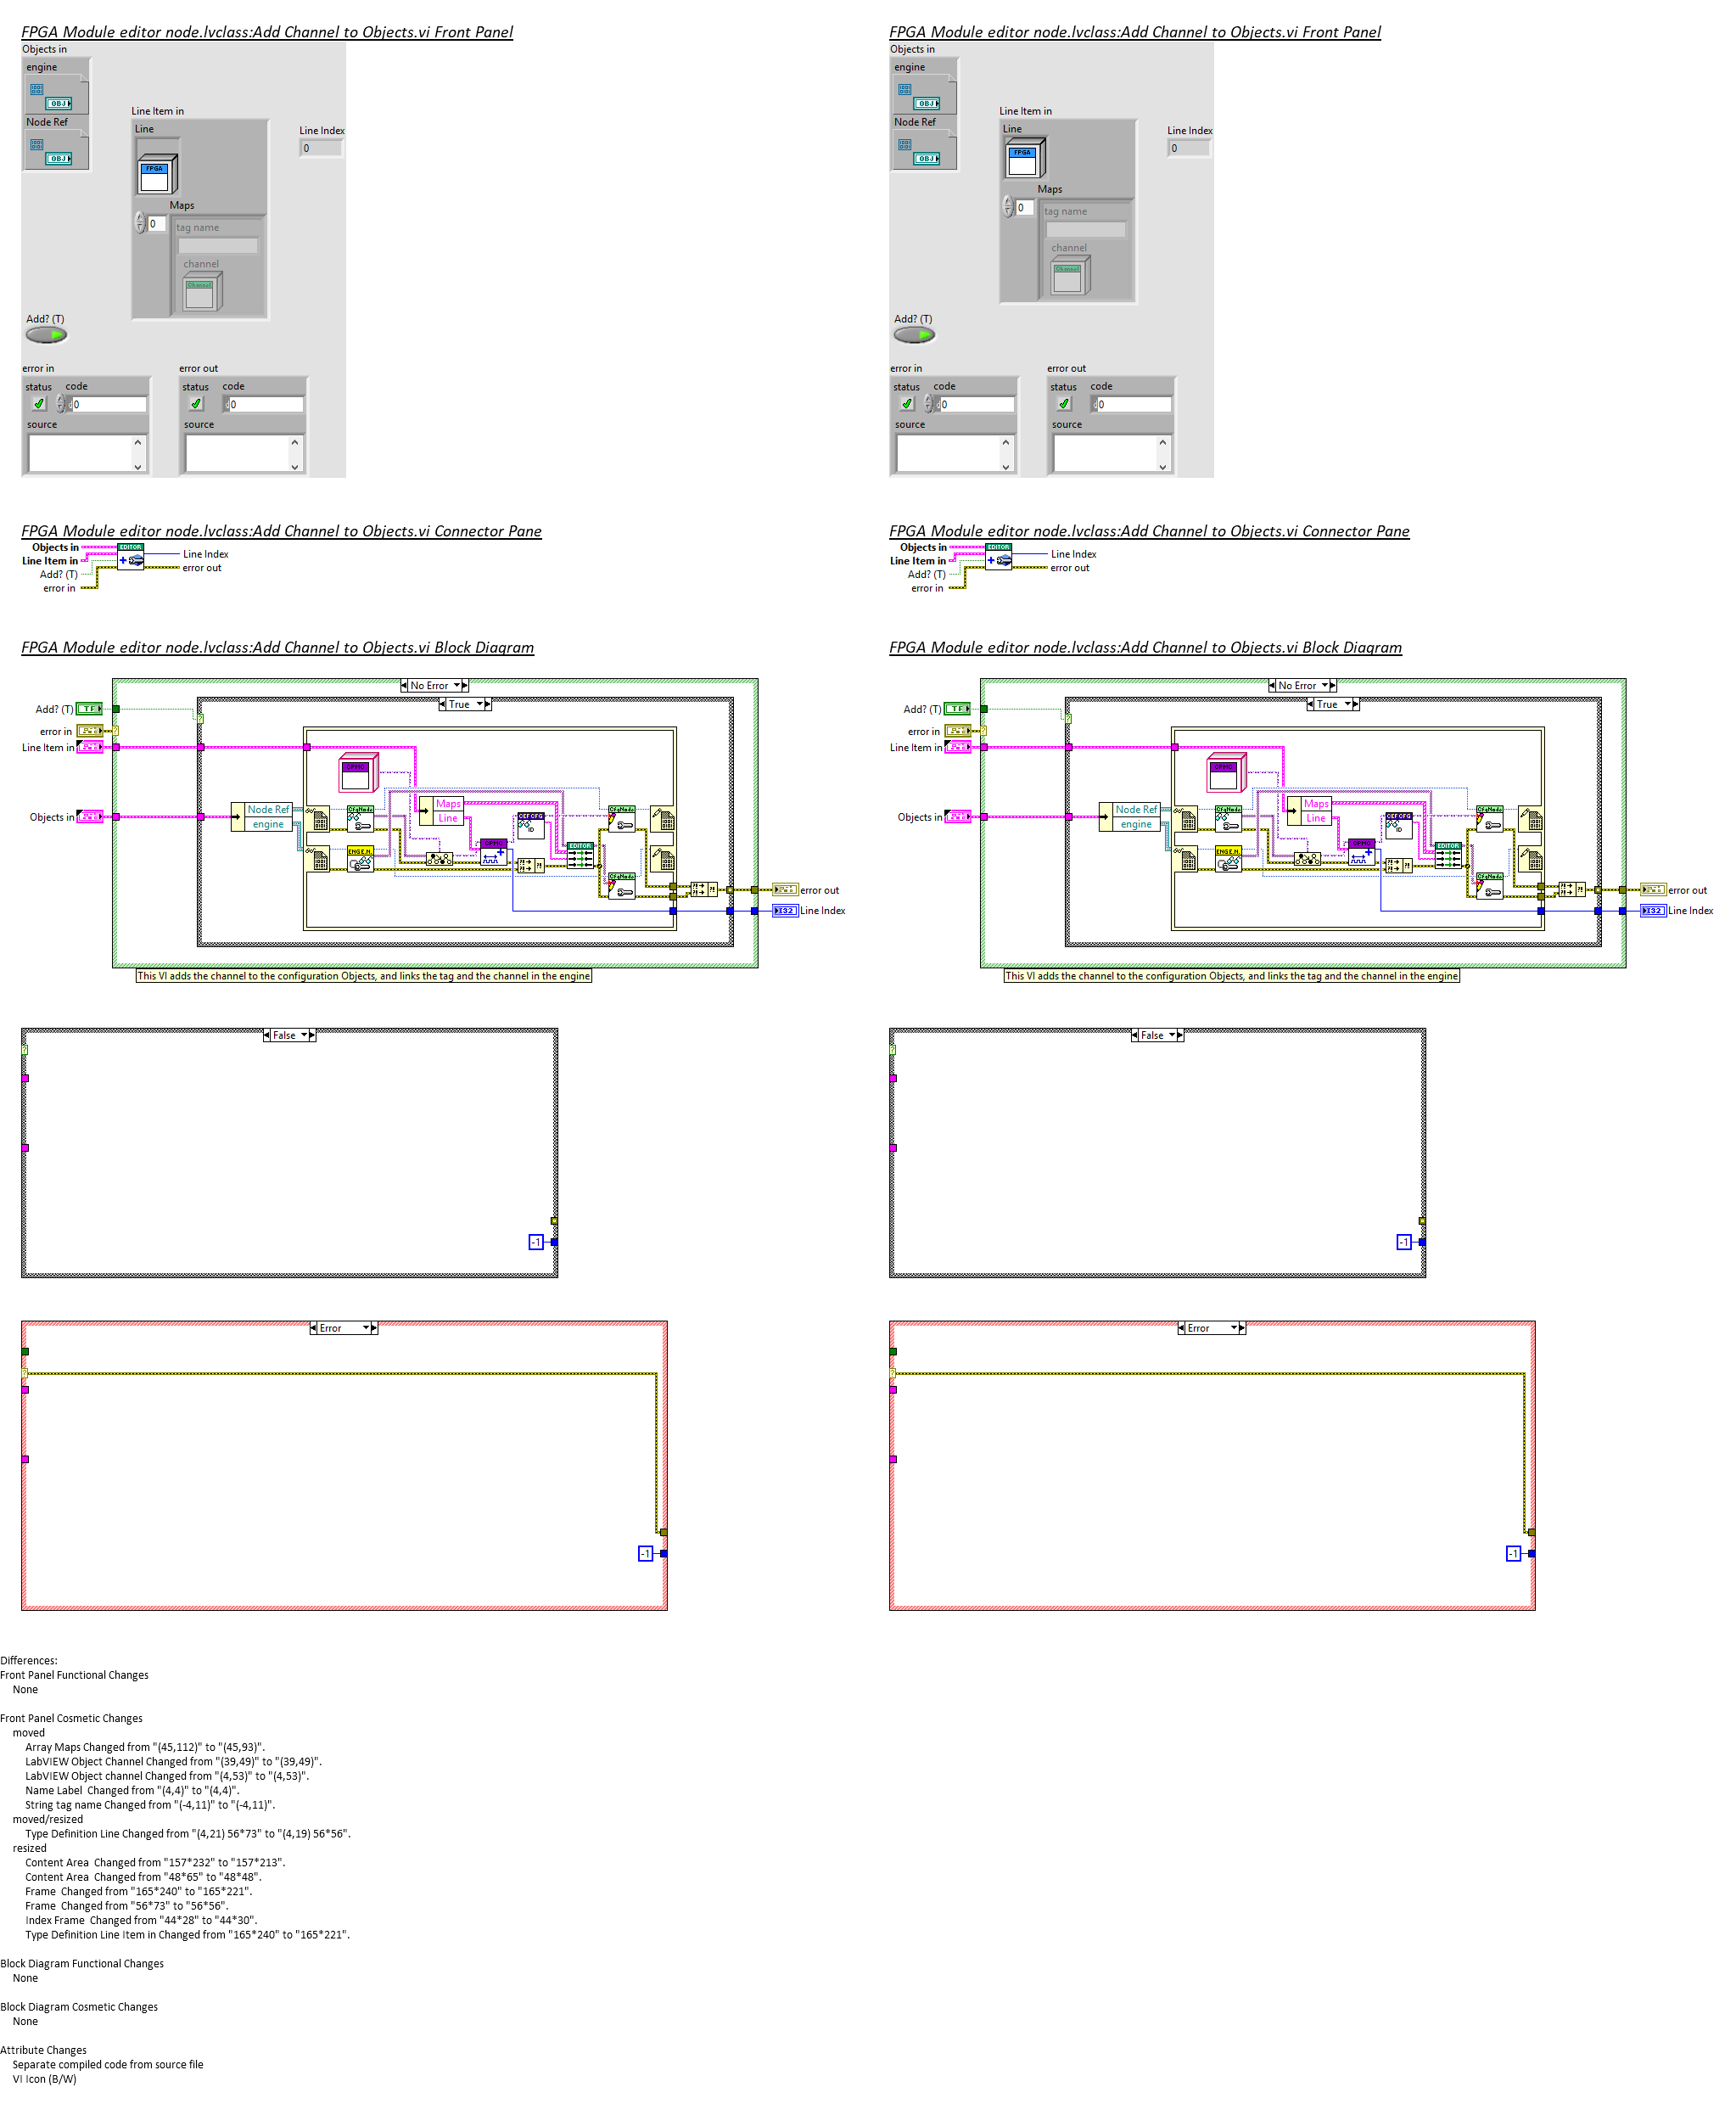 FPGA Module editor node.lvclass:Add Channel to Objects.vi Front Panel
Objects in
engine
OBJ
Node Ref
OBJ
Line Item in
Line
FPGA
Line Index
0
Maps
0
tag name
channel
Channel
Add? (T)
error in
status code
0
source
error out
status code
0
source
FPGA Module editor node.lvclass:Add Channel to Objects.vi Front Panel
Objects in
engine
OBJ
Node Ref
OBJ
Line Item in
Line
FPGA
Line Index
0
Maps
0
tag name
channel
Channel
Add? (T)
error in
status code
0
source
error out
status code
0
source
FPGA Module editor node.lvclass:Add Channel to Objects.vi Connector Pane
Objects in
Line Item in
Add? (T)
error in
EDITOR
Line Index
error out
FPGA Module editor node.lvclass:Add Channel to Objects.vi Connector Pane
Objects in
Line Item in
Add? (T)
error in
EDITOR
Line Index
error out
FPGA Module editor node.lvclass:Add Channel to Objects.vi Block Diagram
No Error
True
Add? (T)
TF
error in
Line Item in
Objects in
Node Ref
engine
Maps
Line
CfgNode
ENGE.N.
ID
EDITOR
CfgNode
CfgNode
error out
I32
Line Index
This VI adds the channel to the configuration Objects, and links the tag and the channel in the engine
FPGA Module editor node.lvclass:Add Channel to Objects.vi Block Diagram
No Error
True
Add? (T)
TF
error in
Line Item in
Objects in
Node Ref
engine
Maps
Line
CfgNode
ENGE.N.
ID
EDITOR
CfgNode
CfgNode
error out
I32
Line Index
This VI adds the channel to the configuration Objects, and links the tag and the channel in the engine
False
-1
False
-1
Error
-1
Error
-1
Differences:
Front Panel Functional Changes
None
Front Panel Cosmetic Changes
moved
Array Maps Changed from "(45,112)" to "(45,93)".
LabVIEW Object Channel Changed from "(39,49)" to "(39,49)".
LabVIEW Object channel Changed from "(4,53)" to "(4,53)".
Name Label  Changed from "(4,4)" to "(4,4)".
String tag name Changed from "(-4,11)" to "(-4,11)".
moved/resized
Type Definition Line Changed from "(4,21) 56*73" to "(4,19) 56*56".
resized
Content Area  Changed from "157*232" to "157*213".
Content Area  Changed from "48*65" to "48*48".
Frame  Changed from "165*240" to "165*221".
Frame  Changed from "56*73" to "56*56".
Index Frame  Changed from "44*28" to "44*30".
Type Definition Line Item in Changed from "165*240" to "165*221".
Block Diagram Functional Changes
None
Block Diagram Cosmetic Changes
None
Attribute Changes
Separate compiled code from source file
VI Icon (B/W)